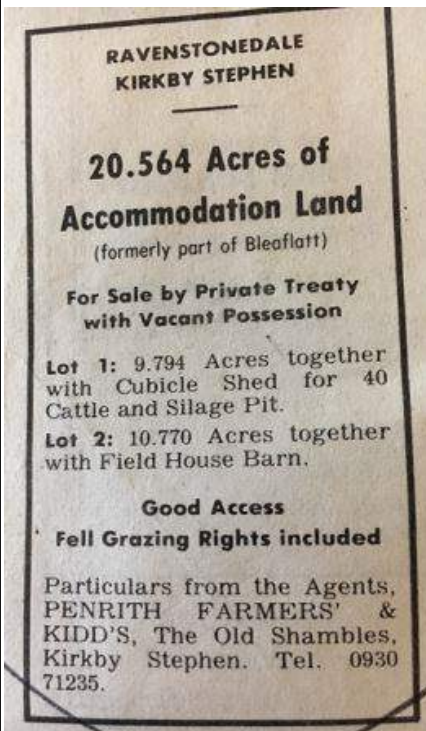 RAVENSTONEDALE
KIRKBY STEPHEN
20.564 Acres of
Accommodation Land
(formerly part of Bleaflatt)
For Sale by Private Treaty
with Vacant Possession
Lot 1: 9.794 Acres together
with Cubicle Shed for 40
Cattle and Silage Pit.
Lot 2: 10.770 Acres together
with Field House Barn.
Good Access
Fell Grazing Rights included
Particulars from the Agents,
PENRITH FARMERS' &
KIDD'S, The Old Shambles,
Kirkby Stephen. Tel. 0930
71235.